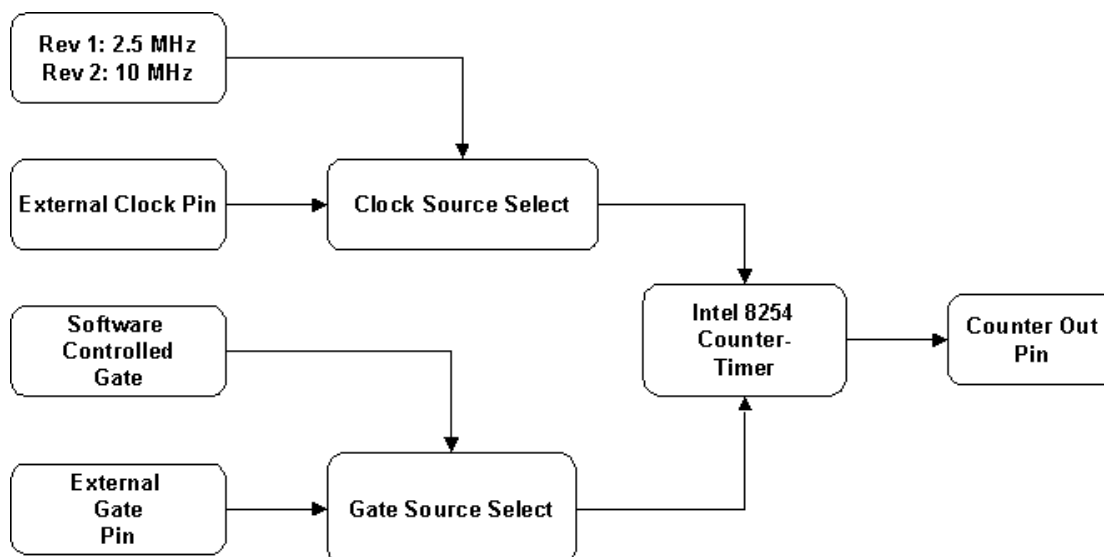 Rev 1: 2.5 MHz
Rev 2: 10 MHz
External Clock Pin
Clock Source Select
Software
Controlled
Gate
External
Gate
Pin
Gate Source Select
Intel 8254
Counter-
Timer
Counter Out
Pin